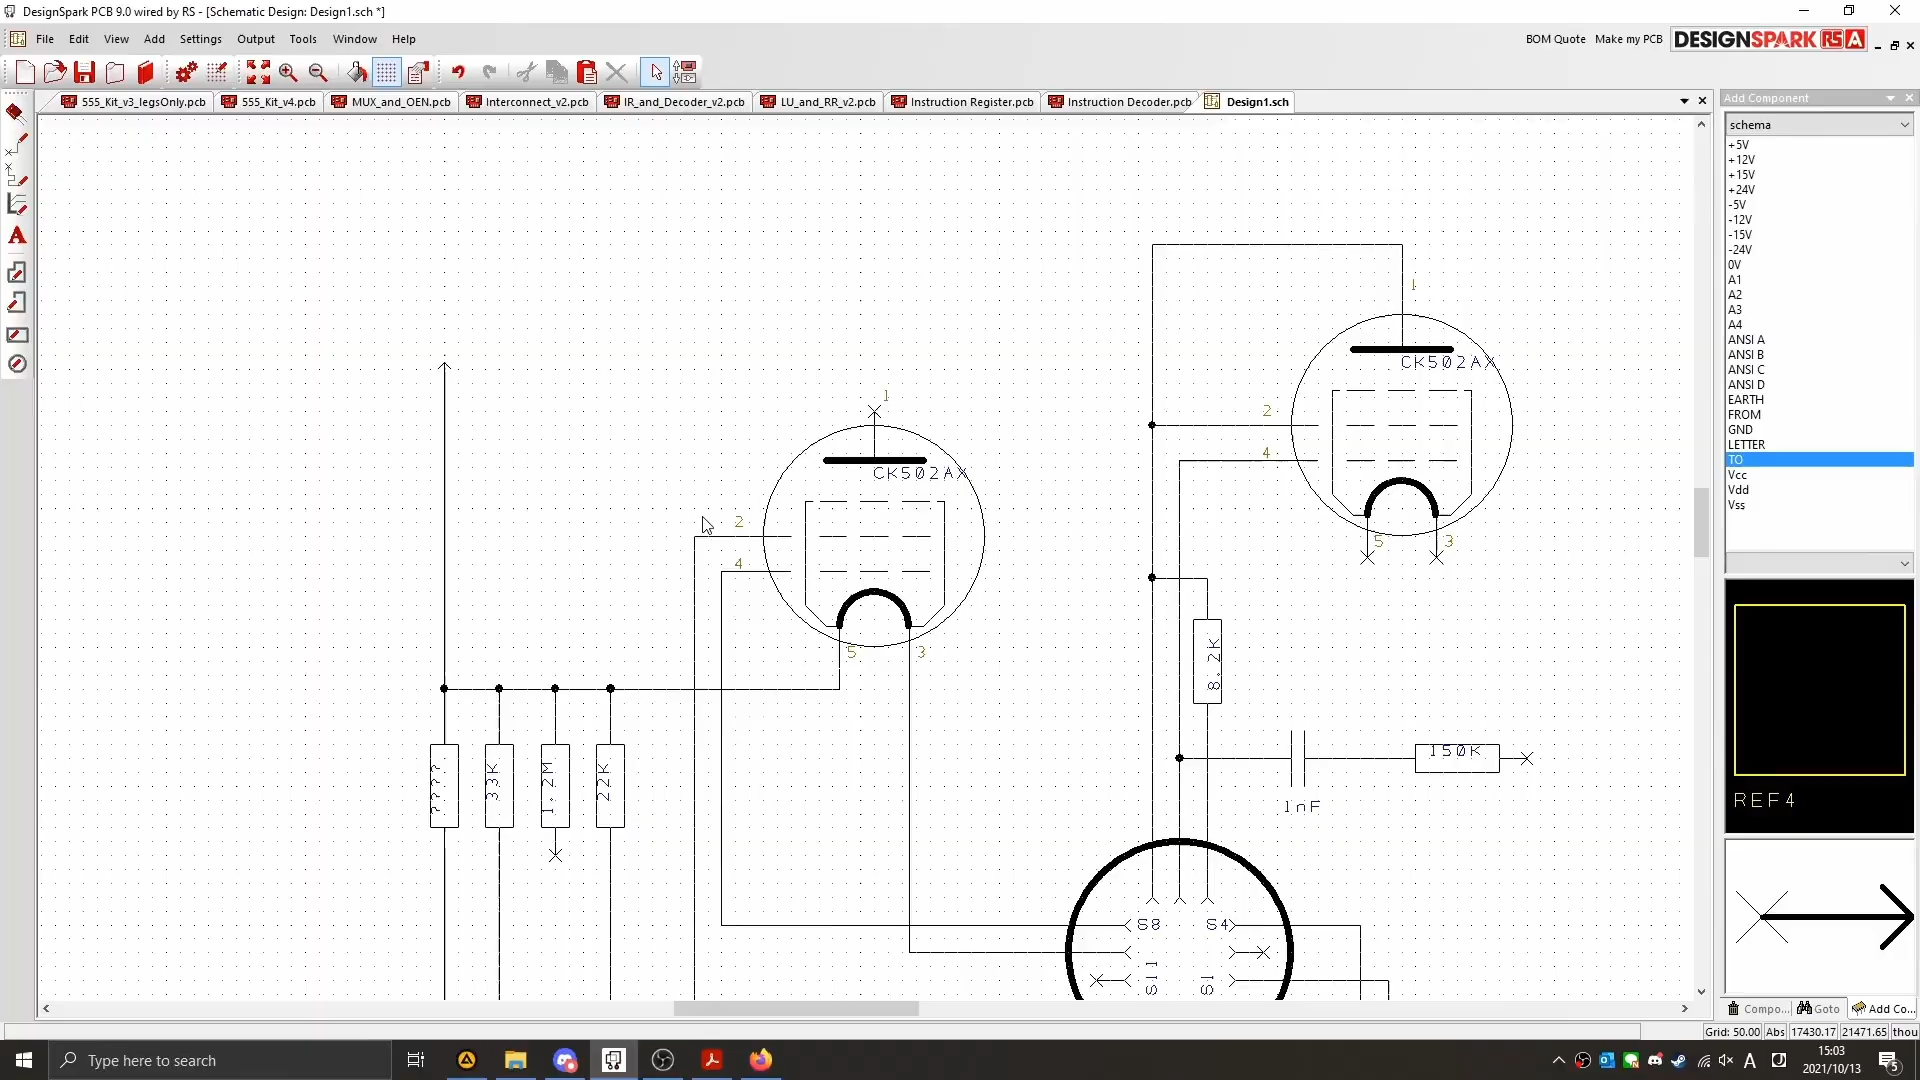 DesignSpark PCB 9.0 wired by RS - [Schematic Design: Design1.sch *]
File Edit View Add Settings Output Tools Window Help
BOM Quote Make my PCB DESIGNSPARK RS
555_Kit_v3_legsOnly.pcb 555_Kit_v4.pcb MUX_and_OEN.pcb Interconnect_v2.pcb IR_and_Decoder_v2.pcb LU_and_RR_v2.pcb Instruction Register.pcb Instruction Decoder.pcb Design1.sch
Add Component
schema
+5V
+12V
+15V
+24V
-5V
-12V
-15V
-24V
0V
A1
A2
A3
A4
ANSI A
ANSI B
ANSI C
ANSI D
EARTH
FROM
GND
LETTER
TO
Vcc
Vdd
Vss
1
CK502AX
2
4
5 3
1
CK502AX
2
4
5 3
8.2K
150K
1nF
????
33K
1.2M
22K
S8 S4
S11 S1
REF4
Compo... Goto Add Co...
Grid: 50.00 Abs 17430.17 21471.65 thou
Type here to search
A
15:03
2021/10/13
5